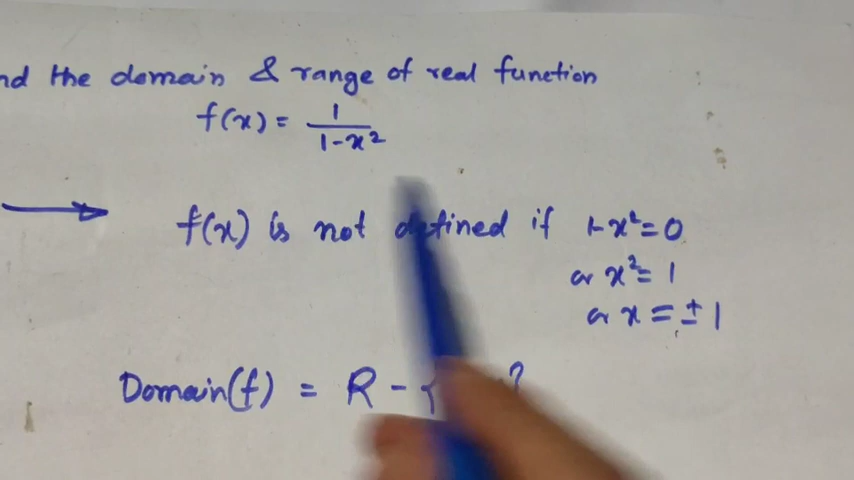 nd the domain & range of real function
f(x) = 1/(1-x²)
f(x) is not defined if 1-x²=0
or x²= 1
or x = ±1
Domain(f) = R - {